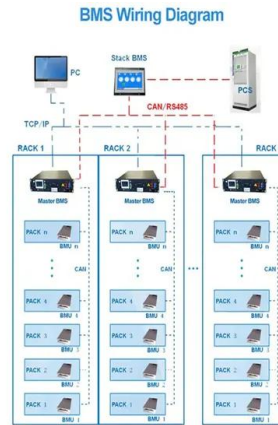 BMS Wiring Diagram
PC
Stack BMS
PCS
CAN/RS485
TCP/IP
RACK 1
RACK 2
RACK
Master BMS
Master BMS
Master BMS
PACK n
BMU n
PACK n
BMU n
PACK n
BMU n
CAN
CAN
CAN
PACK 4
BMU 4
PACK 4
BMU 4
PACK 4
BMU 4
PACK 3
BMU 3
PACK 3
BMU 3
PACK 3
BMU 3
PACK 2
BMU 2
PACK 2
BMU 2
PACK 2
BMU 2
PACK 1
BMU 1
PACK 1
BMU 1
PACK 1
BMU 1